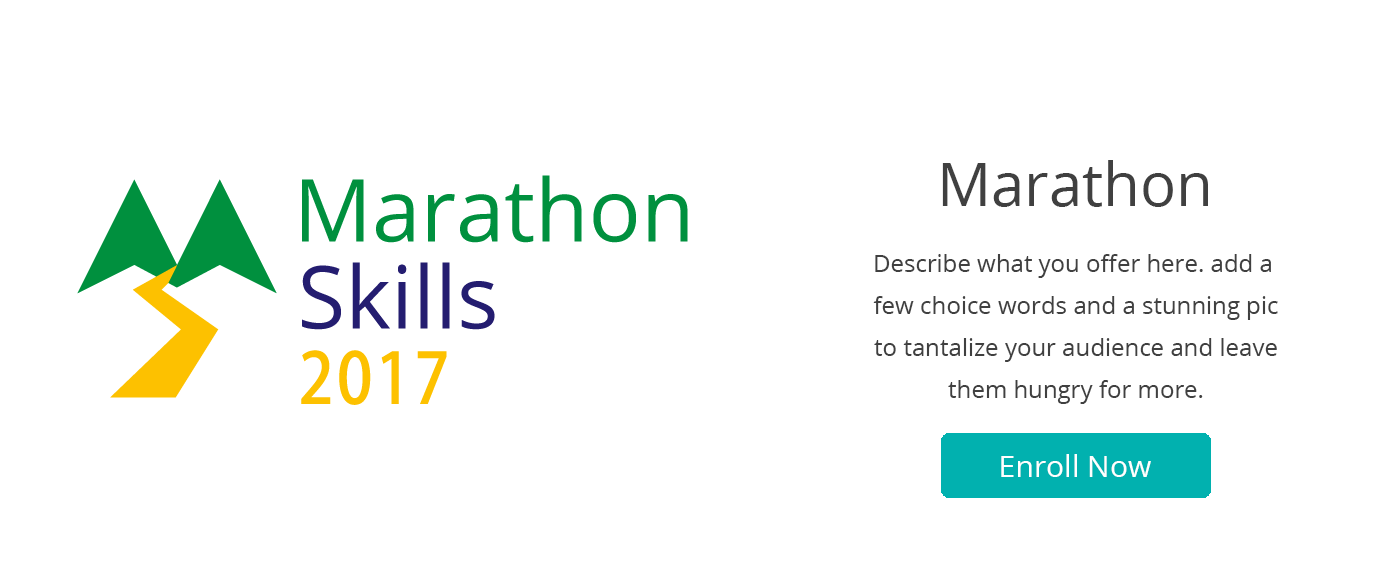 Marathon
Skills
2017
Marathon
Describe what you offer here. add a
few choice words and a stunning pic
to tantalize your audience and leave
them hungry for more.
Enroll Now